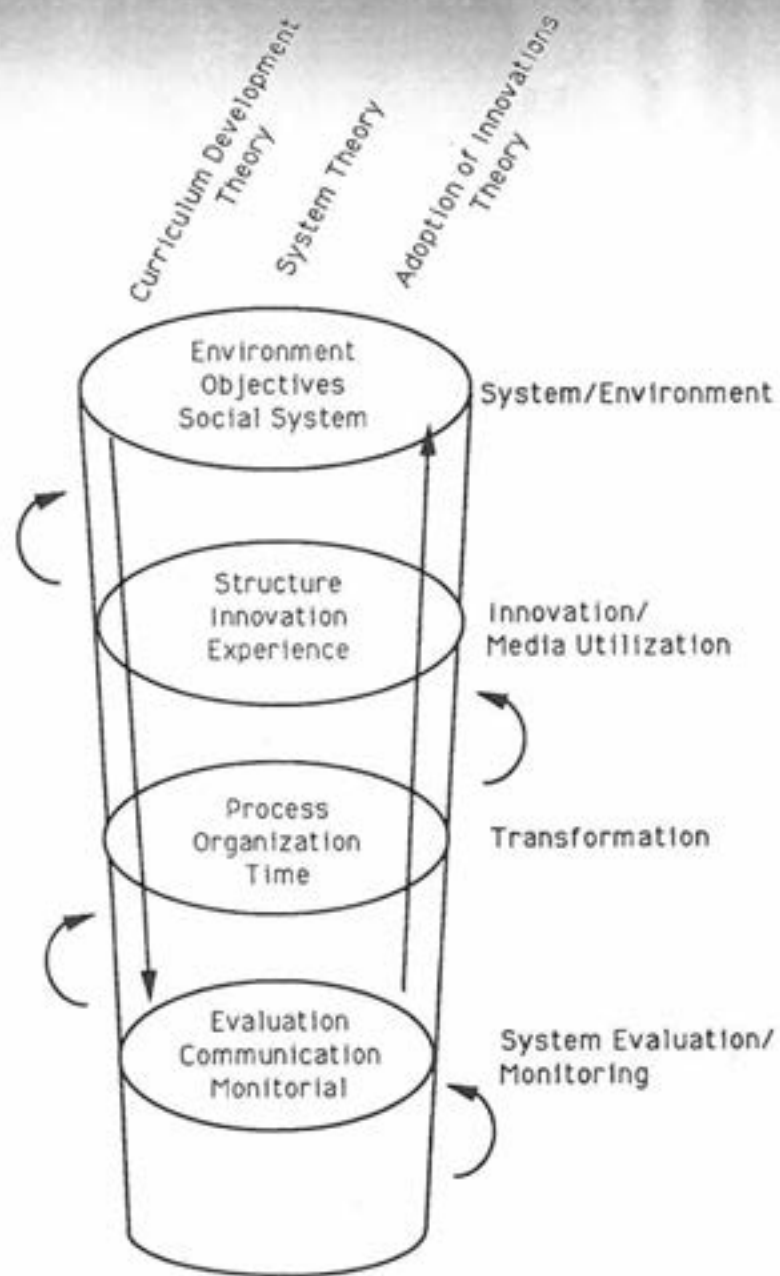 Curriculum Development
Theory
System Theory
Adoption of Innovations
Theory
Environment
Objectives
Social System
System/Environment
Structure
Innovation
Experience
Innovation/
Media Utilization
Process
Organization
Time
Transformation
Evaluation
Communication
Monitorial
System Evaluation/
Monitoring